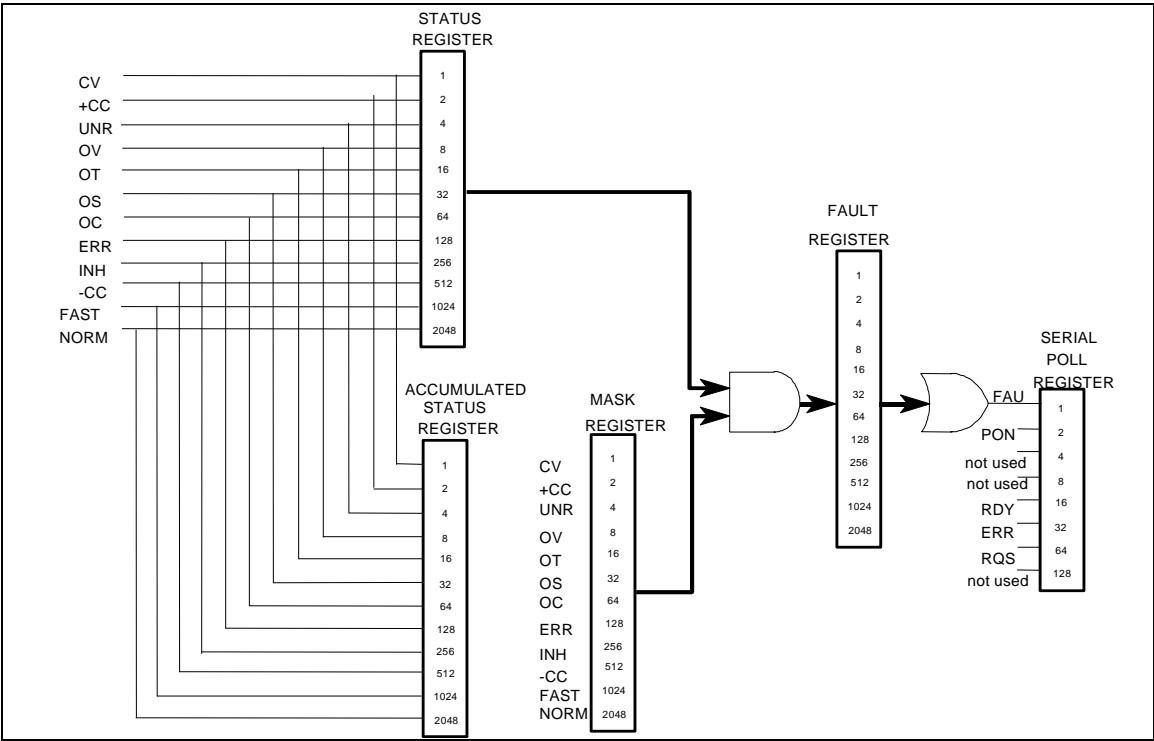 STATUS
REGISTER
CV
+CC
UNR
OV
OT
OS
OC
ERR
INH
-CC
FAST
NORM
1
2
4
8
16
32
64
128
256
512
1024
2048
ACCUMULATED
STATUS
REGISTER
1
2
4
8
16
32
64
128
256
512
1024
2048
MASK
REGISTER
CV
+CC
UNR
OV
OT
OS
OC
ERR
INH
-CC
FAST
NORM
1
2
4
8
16
32
64
128
256
512
1024
2048
FAULT
REGISTER
1
2
4
8
16
32
64
128
256
512
1024
2048
SERIAL
POLL
REGISTER
FAU
PON
not used
not used
RDY
ERR
RQS
not used
1
2
4
8
16
32
64
128